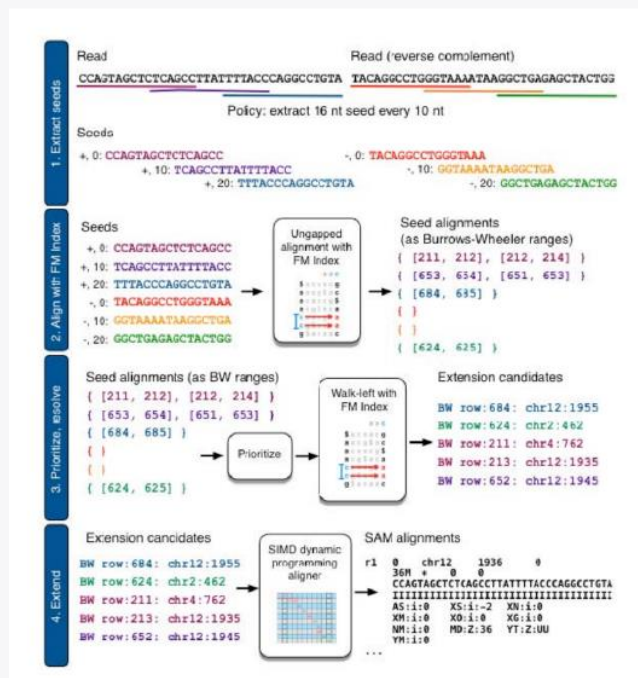 1. Extract seeds
Read
Read (reverse complement)
CCAGTAGCTCTCAGCCTTATTTTACCCAGGCCTGTA TACAGGCCTGGGTAAAATAAGGCTGAGAGCTACTGG
Policy: extract 16 nt seed every 10 nt
Seeds
+, 0: CCAGTAGCTCTCAGCC
+, 10: TCAGCCTTATTTTACC
+, 20: TTTACCCAGGCCTGTA
-, 0: TACAGGCCTGGGTAAA
-, 10: GGTAAAATAAGGCTGA
-, 20: GGCTGAGAGCTACTGG
2. Align with FM Index
Seeds
+, 0: CCAGTAGCTCTCAGCC
+, 10: TCAGCCTTATTTTACC
+, 20: TTTACCCAGGCCTGTA
-, 0: TACAGGCCTGGGTAAA
-, 10: GGTAAAATAAGGCTGA
-, 20: GGCTGAGAGCTACTGG
Ungapped
alignment with
FM Index
Seed alignments
(as Burrows-Wheeler ranges)
{ [211, 212], [212, 214] }
{ [653, 654], [651, 653] }
{ [684, 685] }
{ }
{ }
{ [624, 625] }
3. Prioritize, resolve
Seed alignments (as BW ranges)
{ [211, 212], [212, 214] }
{ [653, 654], [651, 653] }
{ [684, 685] }
{ }
{ }
{ [624, 625] }
Prioritize
Walk-left with
FM Index
Extension candidates
BW row:684: chr12:1955
BW row:624: chr2:462
BW row:211: chr4:762
BW row:213: chr12:1935
BW row:652: chr12:1945
4. Extend
Extension candidates
BW row:684: chr12:1955
BW row:624: chr2:462
BW row:211: chr4:762
BW row:213: chr12:1935
BW row:652: chr12:1945
SIMD dynamic
programming
aligner
SAM alignments
r1 0 chr12 1936 0
36M * 0 0
CCAGTAGCTCTCAGCCTTATTTTACCCAGGCCTGTA
IIIIIIIIIIIIIIIIIIIIIIIIIIIIIIIIIIII
AS:i:0 XS:i:-2 XN:i:0
XM:i:0 XO:i:0 XG:i:0
NM:i:0 MD:Z:36 YT:Z:UU
YM:i:0
...